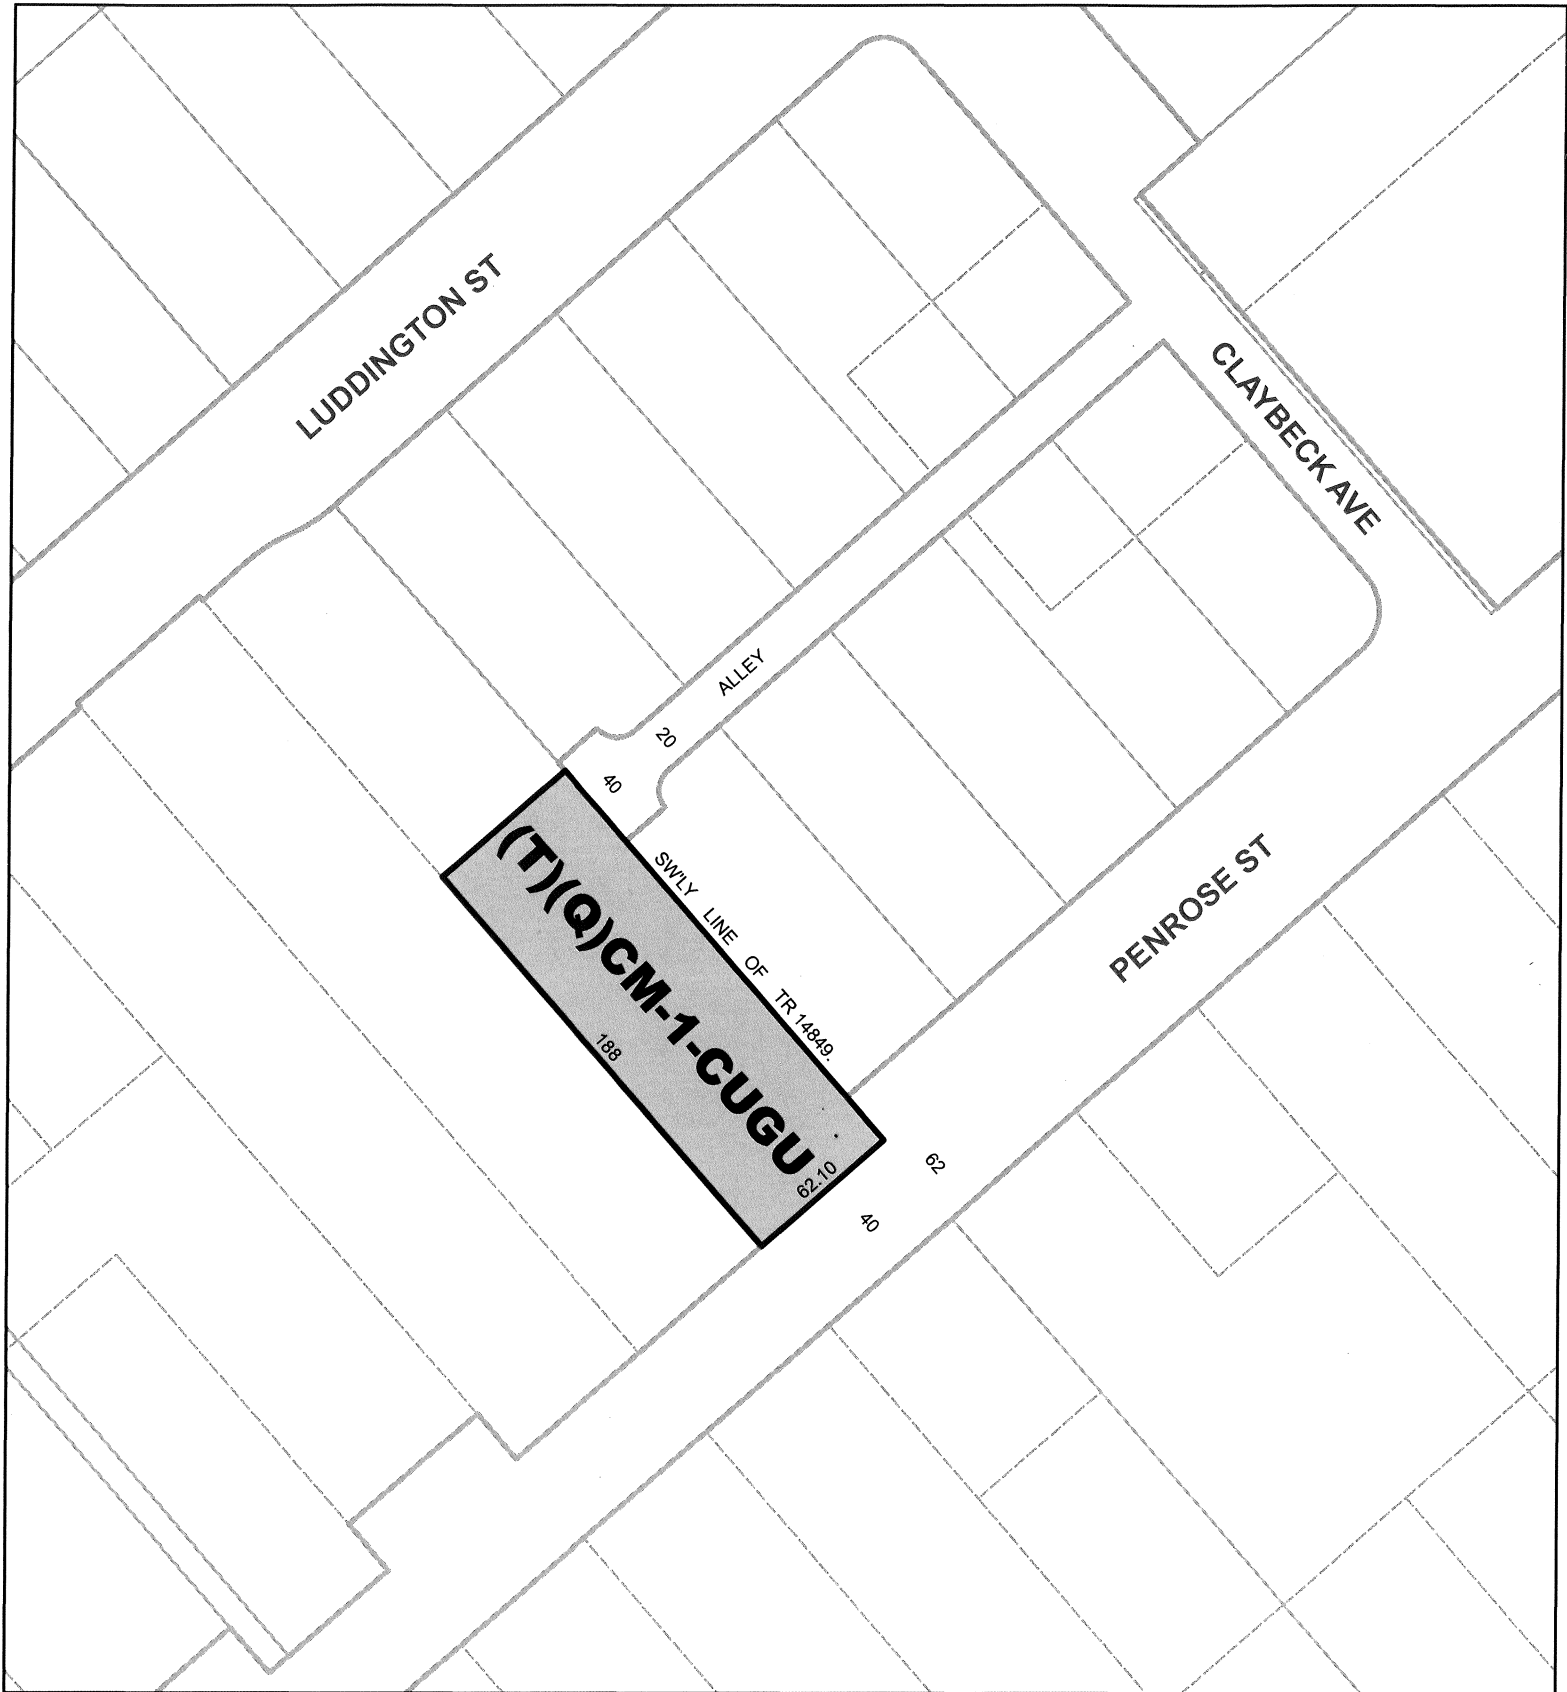 LUDDINGTON ST
CLAYBECK AVE
ALLEY
20
40
SW'LY LINE OF TR 14849.
(T)(Q)CM-1-CUGU
188
62.10
PENROSE ST
62
40